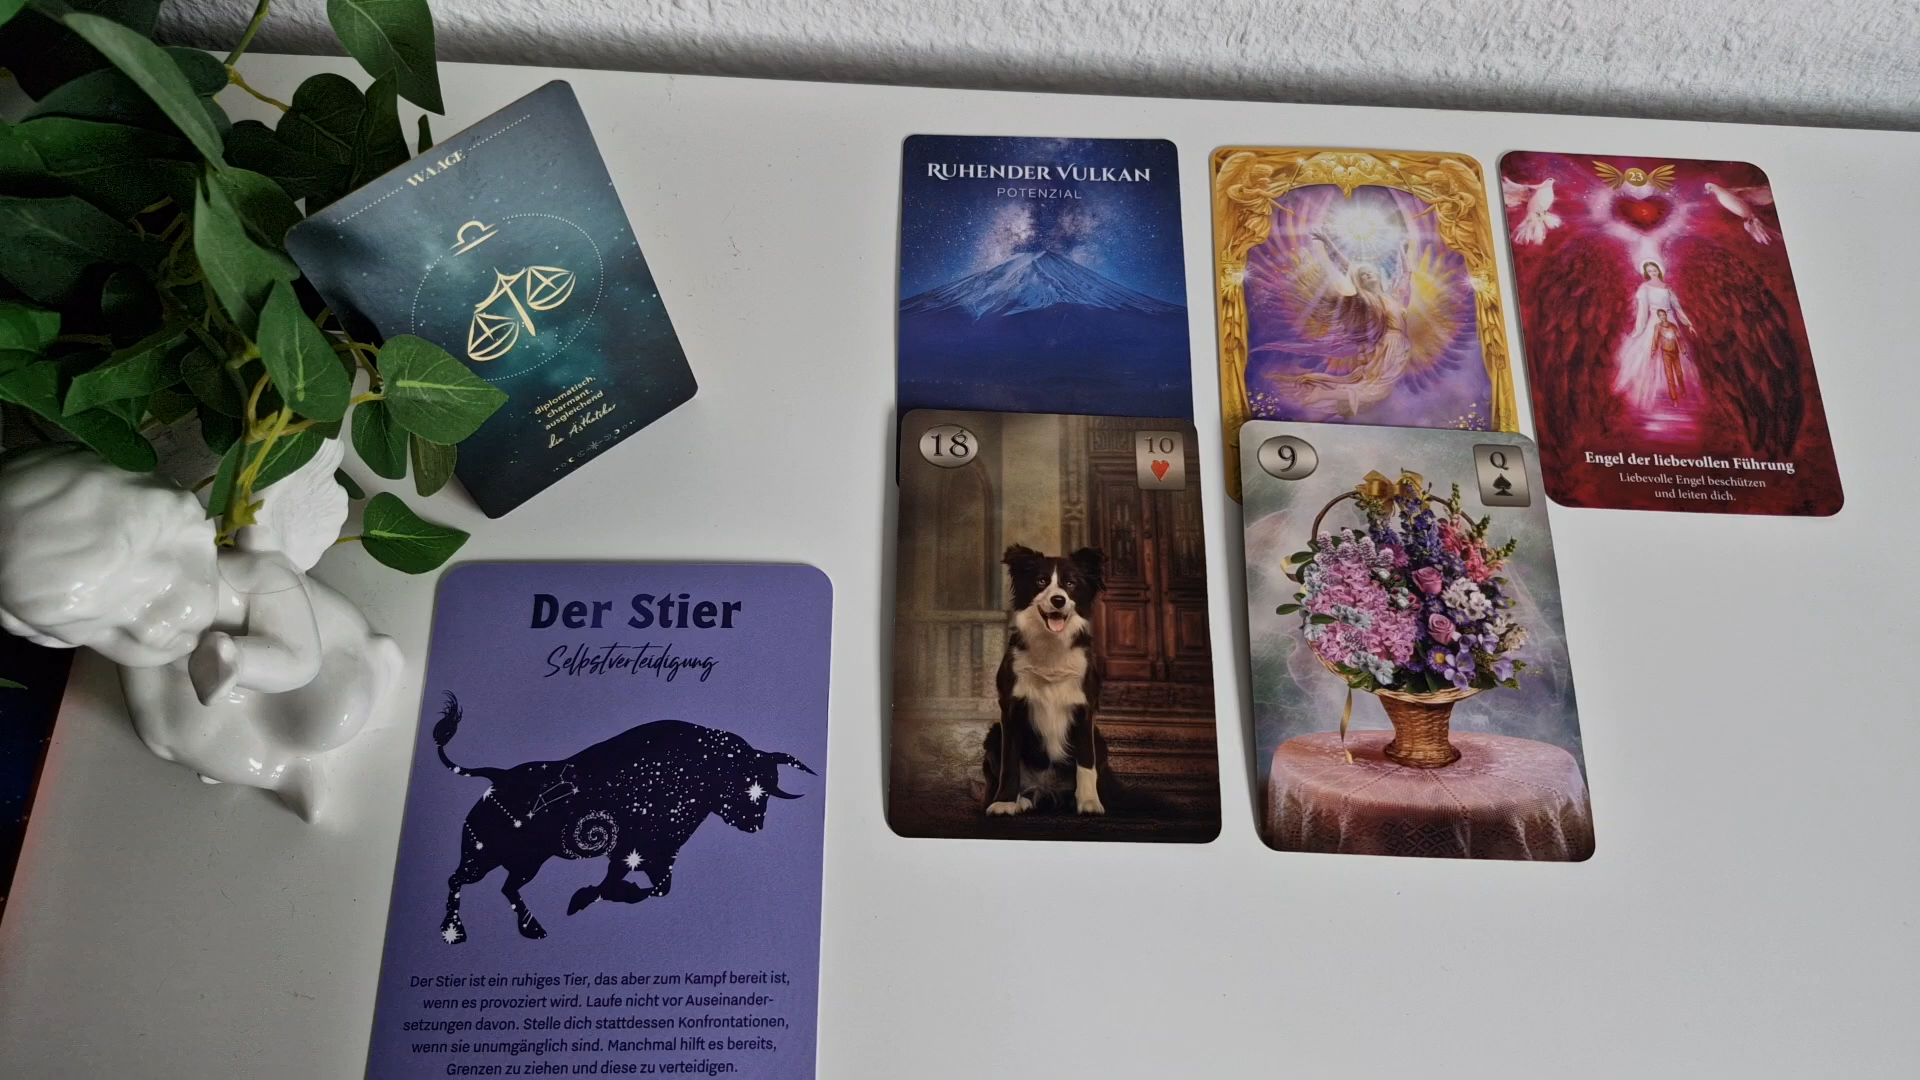 WAAGE
diplomatisch,
charmant,
ausgleichend
die Ästhetiker
Der Stier
Selbstverteidigung
Der Stier ist ein ruhiges Tier, das aber zum Kampf bereit ist,
wenn es provoziert wird. Laufe nicht vor Auseinander-
setzungen davon. Stelle dich stattdessen Konfrontationen,
wenn sie unumgänglich sind. Manchmal hilft es bereits,
Grenzen zu ziehen und diese zu verteidigen.
RUHENDER VULKAN
POTENZIAL
18
10
9
Q
23
Engel der liebevollen Führung
Liebevolle Engel beschützen
und leiten dich.